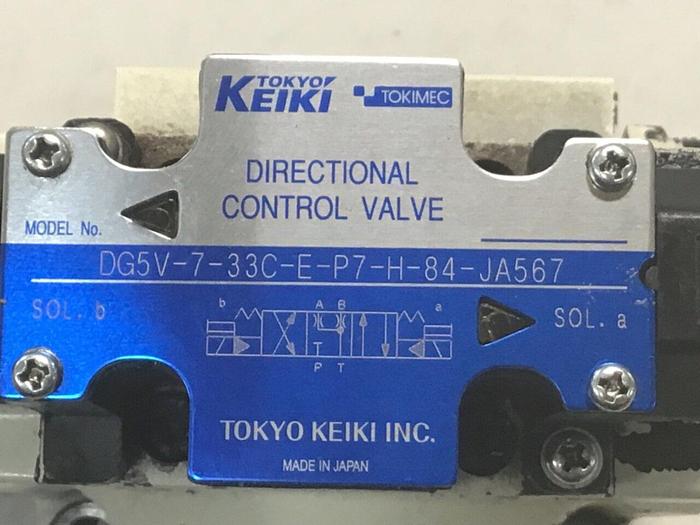 TOKYO
KEIKI
TOKIMEC
DIRECTIONAL
CONTROL VALVE
MODEL No.
DG5V-7-33C-E-P7-H-84-JA567
SOL. b
b
A B
a
SOL. a
T
P T
TOKYO KEIKI INC.
MADE IN JAPAN